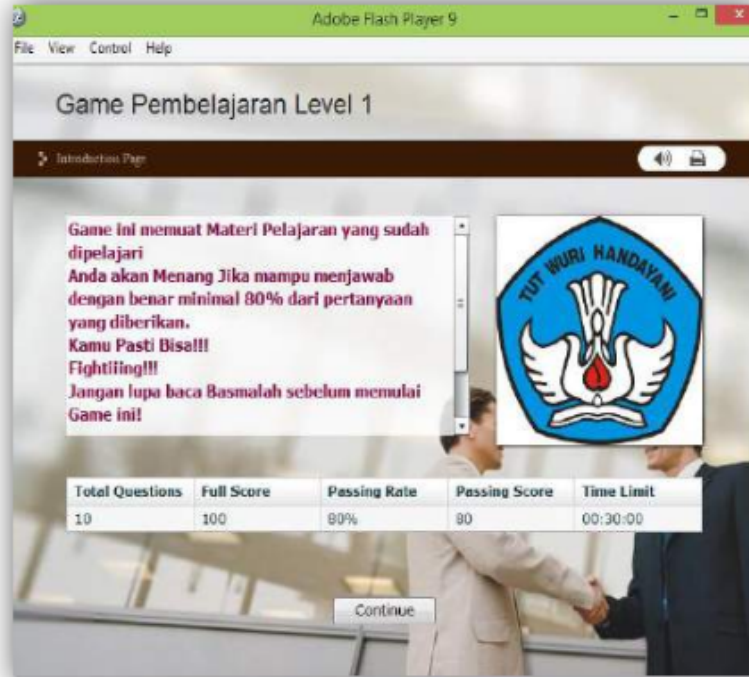 Adobe Flash Player 9
File View Control Help
Game Pembelajaran Level 1
Introduction Page
Game ini memuat Materi Pelajaran yang sudah
dipelajari
Anda akan Menang Jika mampu menjawab
dengan benar minimal 80% dari pertanyaan
yang diberikan.
Kamu Pasti Bisa!!!
Fightiiing!!!
Jangan lupa baca Basmalah sebelum memulai
Game ini!
TUT WURI HANDAYANI
Total Questions Full Score Passing Rate Passing Score Time Limit
10 100 80% 80 00:30:00
Continue